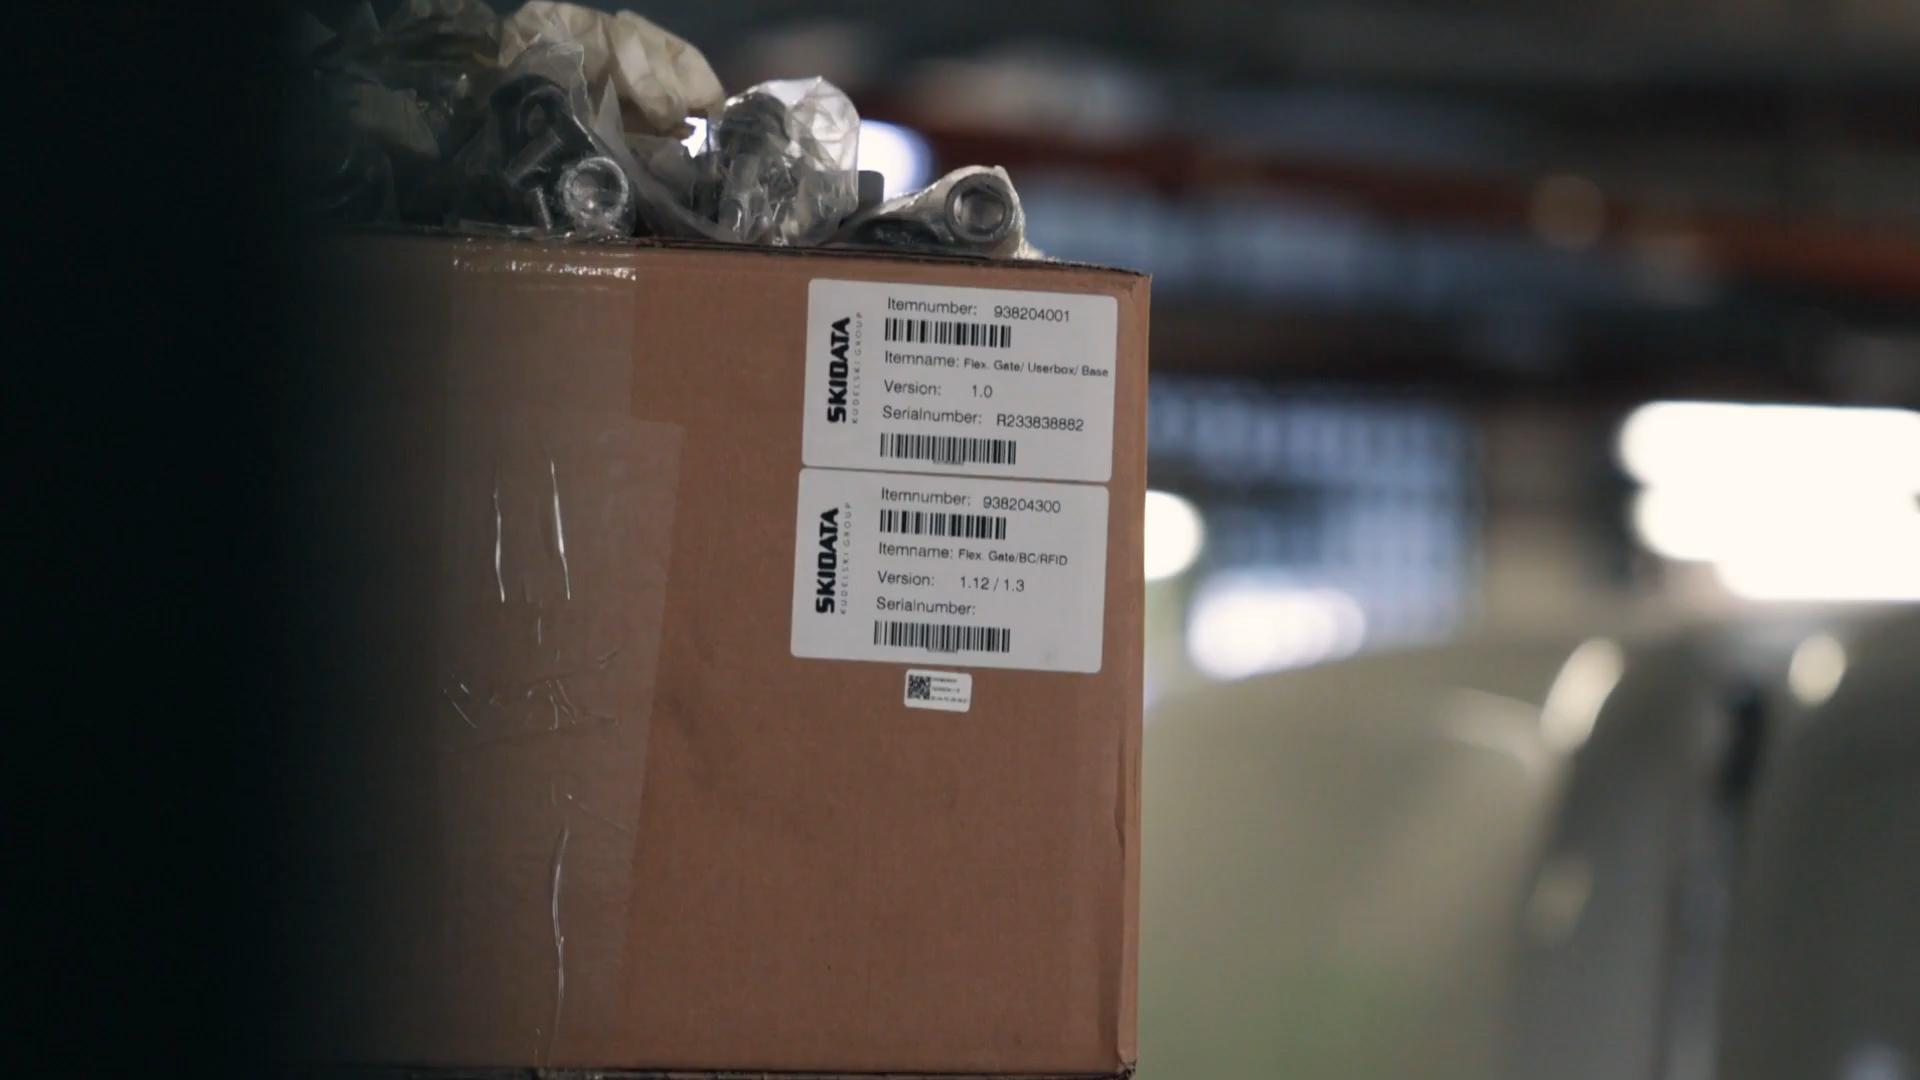 SKIDATA
KUDELSKI GROUP
Itemnumber: 938204001
Itemname: Flex. Gate/ Userbox/ Base
Version: 1.0
Serialnumber: R233838882
SKIDATA
KUDELSKI GROUP
Itemnumber: 938204300
Itemname: Flex Gate/BC/RFID
Version: 1.12 / 1.3
Serialnumber: